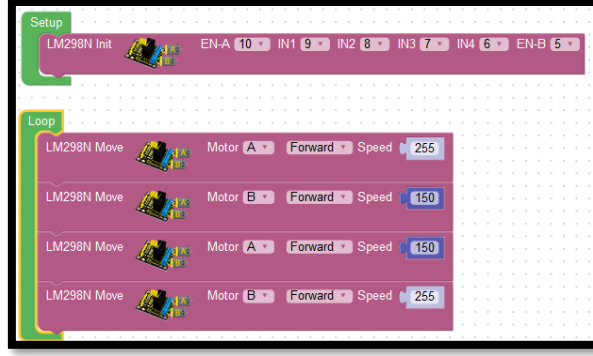 Setup
LM298N Init EN-A 10 IN1 9 IN2 8 IN3 7 IN4 6 EN-B 5
Loop
LM298N Move Motor A Forward Speed 255
LM298N Move Motor B Forward Speed 150
LM298N Move Motor A Forward Speed 150
LM298N Move Motor B Forward Speed 255